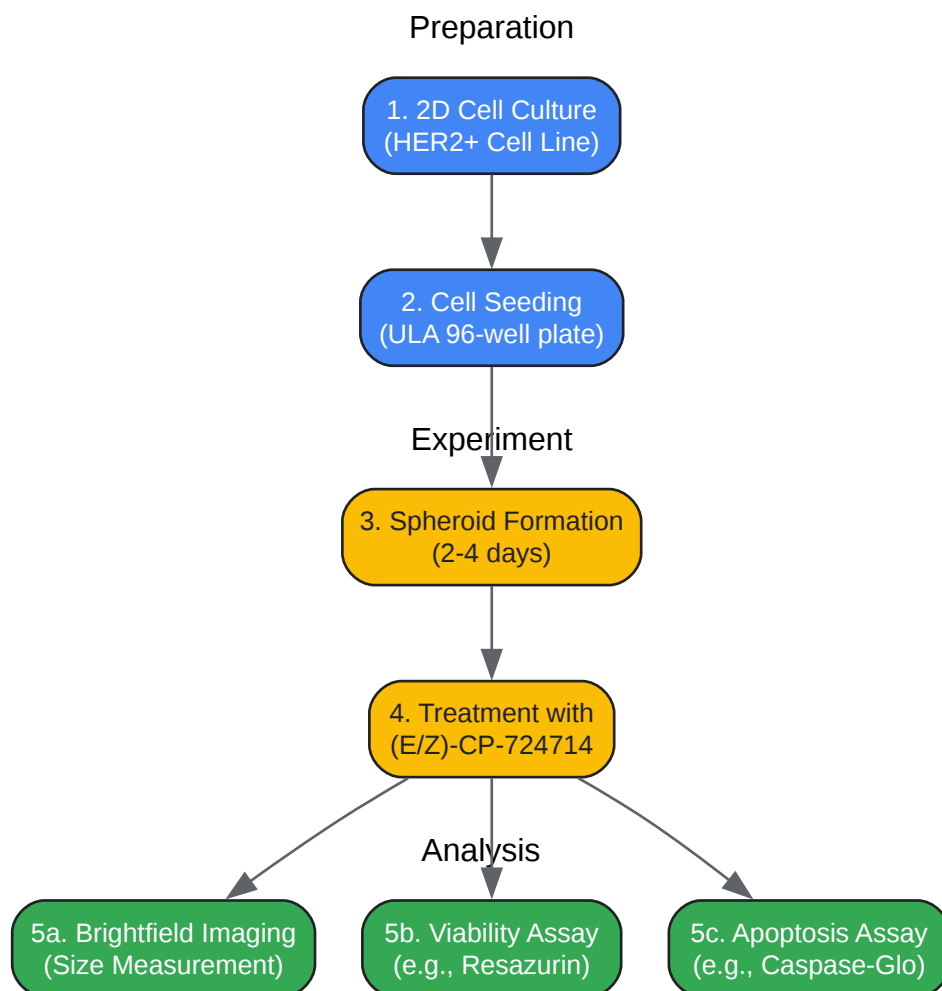 Preparation
1. 2D Cell Culture
(HER2+ Cell Line)
2. Cell Seeding
(ULA 96-well plate)
Experiment
3. Spheroid Formation
(2-4 days)
4. Treatment with
(E/Z)-CP-724714
Analysis
5a. Brightfield Imaging
(Size Measurement)
5b. Viability Assay
(e.g., Resazurin)
5c. Apoptosis Assay
(e.g., Caspase-Glo)